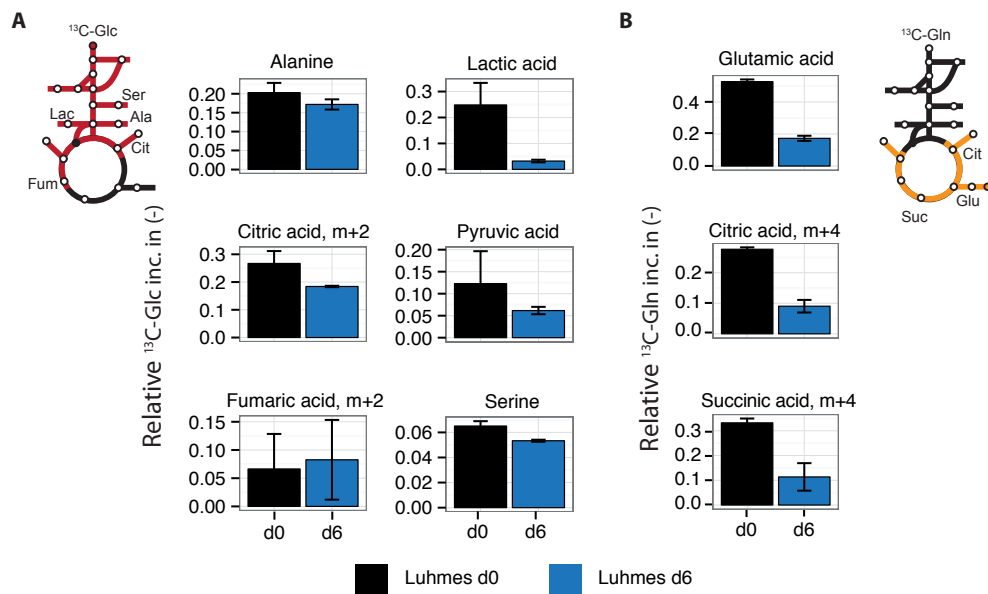 A
¹³C-Glc
Ser
Lac
Ala
Cit
Fum
Relative ¹³C-Glc inc. in (-)
Alanine
0.20
0.15
0.10
0.05
0.00
Lactic acid
0.3
0.2
0.1
0.0
Citric acid, m+2
0.3
0.2
0.1
0.0
Pyruvic acid
0.20
0.15
0.10
0.05
0.00
Fumaric acid, m+2
0.15
0.10
0.05
0.00
d0 d6
Serine
0.06
0.04
0.02
0.00
d0 d6
B
Relative ¹³C-Gln inc. in (-)
Glutamic acid
0.4
0.2
0.0
Citric acid, m+4
0.2
0.1
0.0
Succinic acid, m+4
0.3
0.2
0.1
0.0
d0 d6
¹³C-Gln
Cit
Glu
Suc
Luhmes d0 Luhmes d6